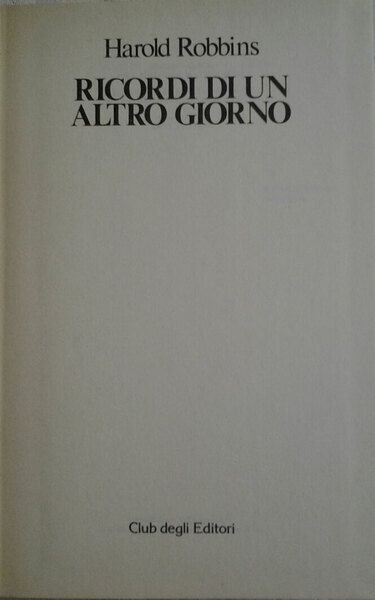 Harold Robbins
RICORDI DI UN
ALTRO GIORNO
Club degli Editori